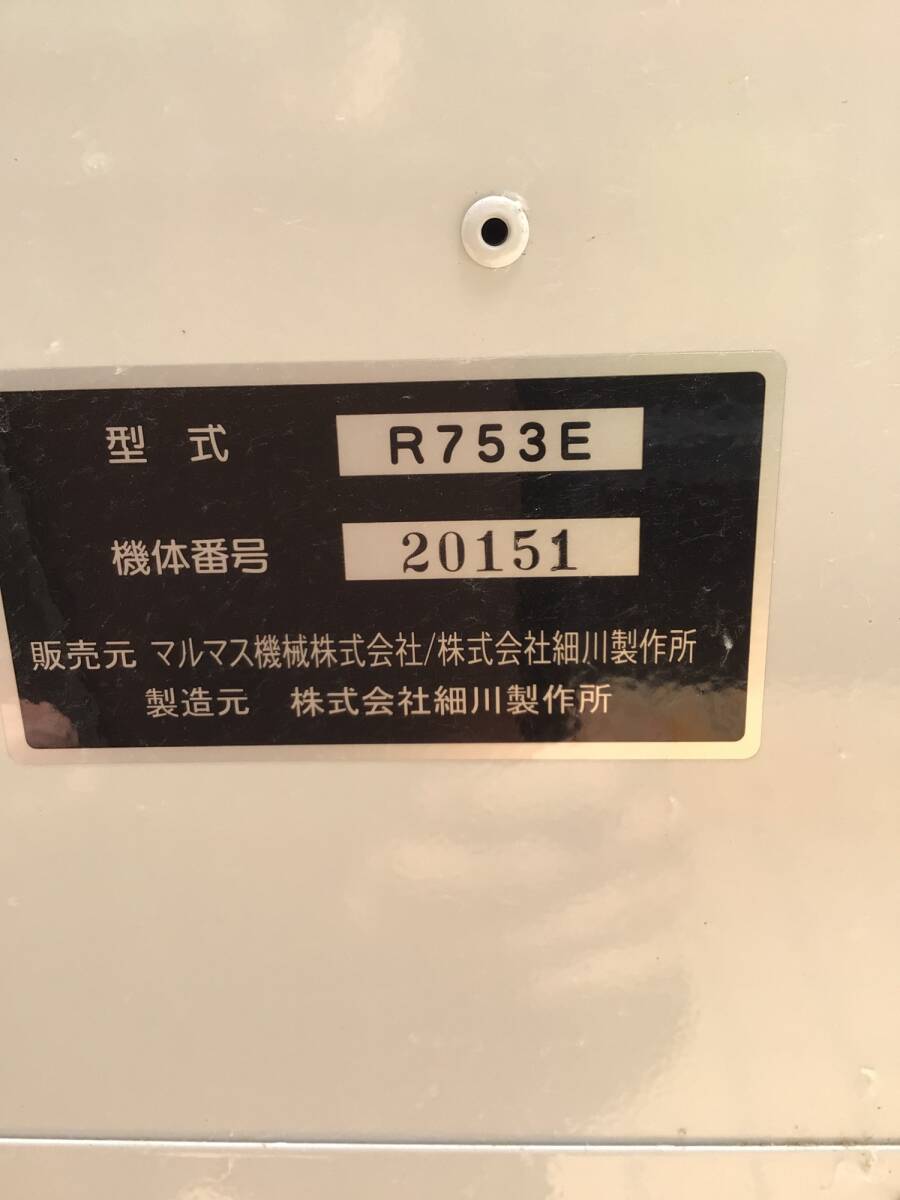 型式 R753E
機体番号 20151
販売元 マルマス機械株式会社/株式会社細川製作所
製造元 株式会社細川製作所